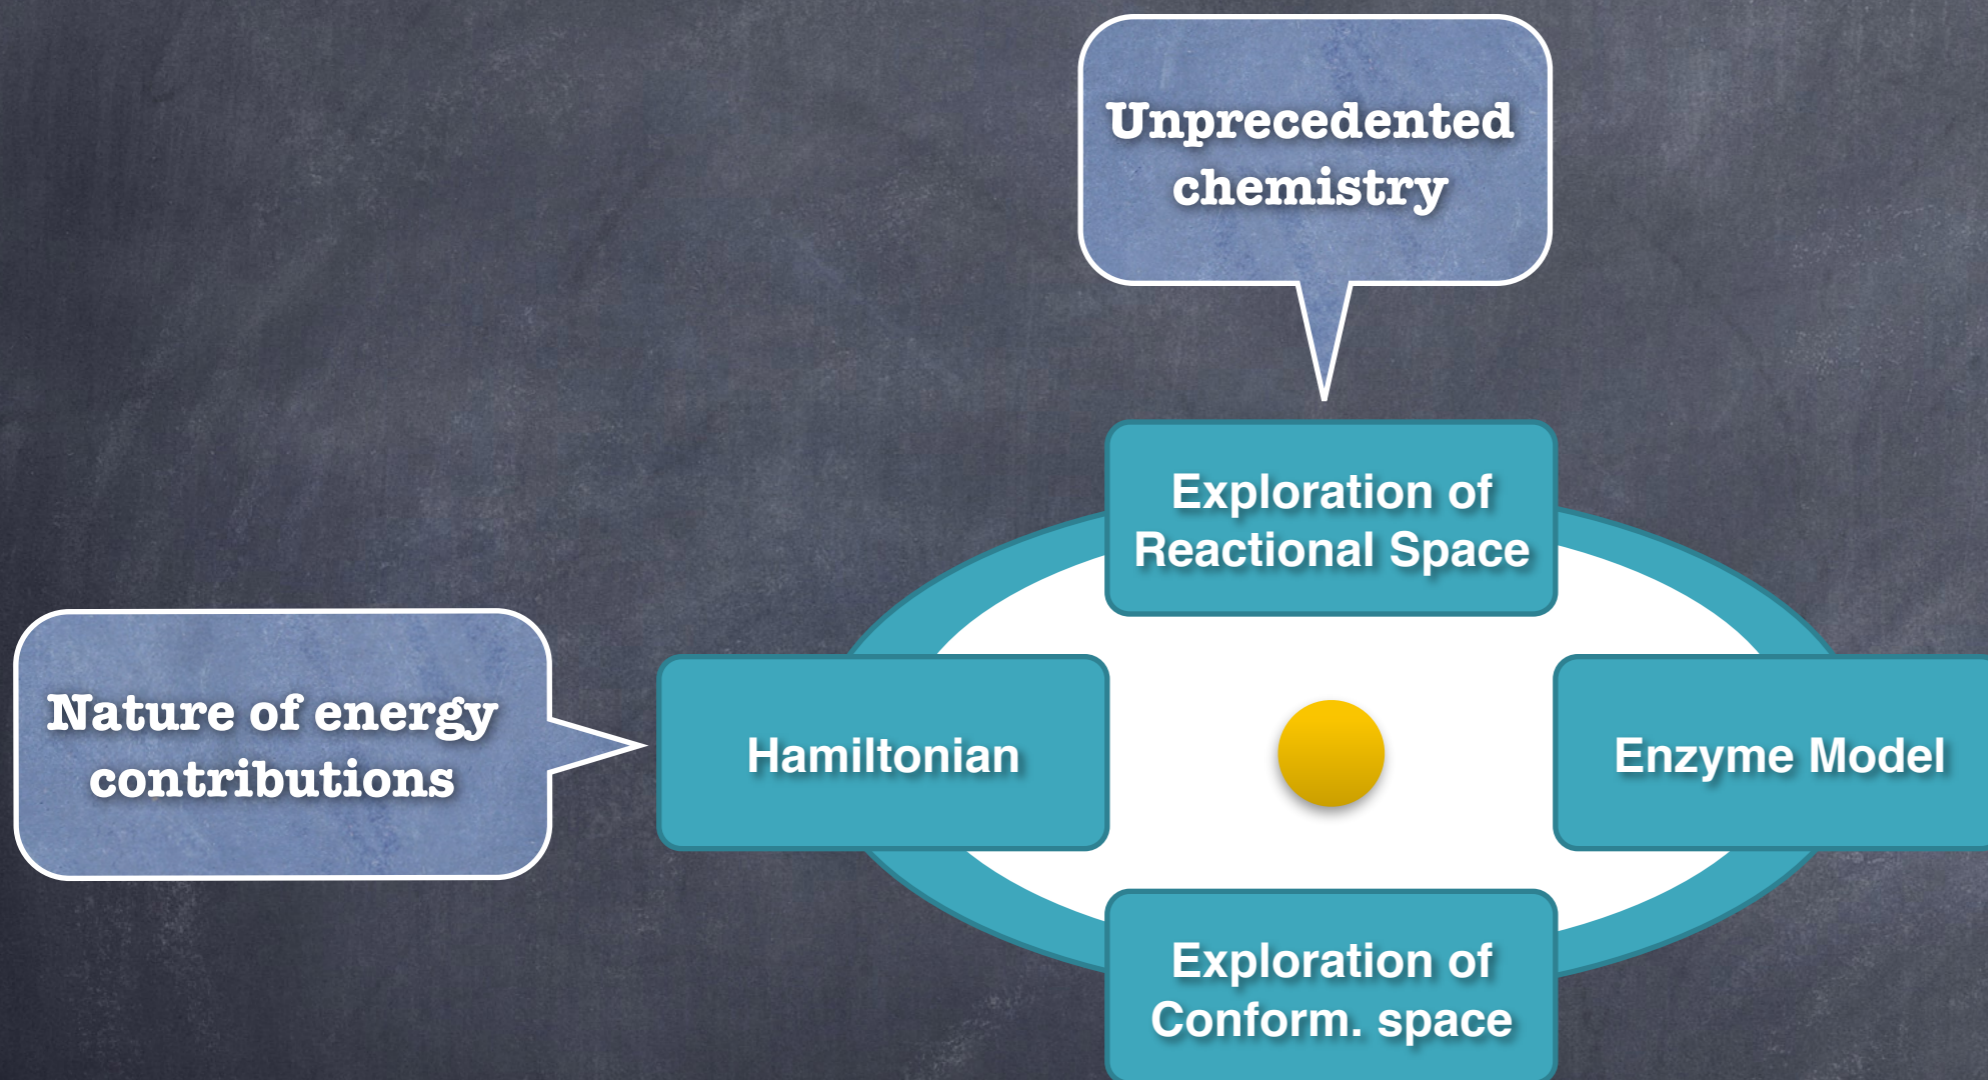 Unprecedented
chemistry
Exploration of
Reactional Space
Nature of energy
contributions
Hamiltonian
Enzyme Model
Exploration of
Conform. space